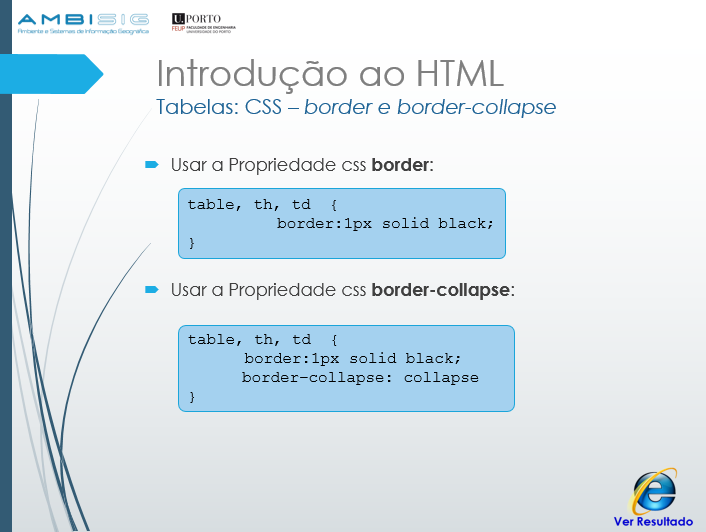 AMBISIG
Ambiente e Sistemas de Informação Geográfica
U. PORTO
FEUP FACULDADE DE ENGENHARIA
UNIVERSIDADE DO PORTO
Introdução ao HTML
Tabelas: CSS – border e border-collapse
Usar a Propriedade css border:
table, th, td {
border:1px solid black;
}
Usar a Propriedade css border-collapse:
table, th, td {
border:1px solid black;
border-collapse: collapse
}
Ver Resultado